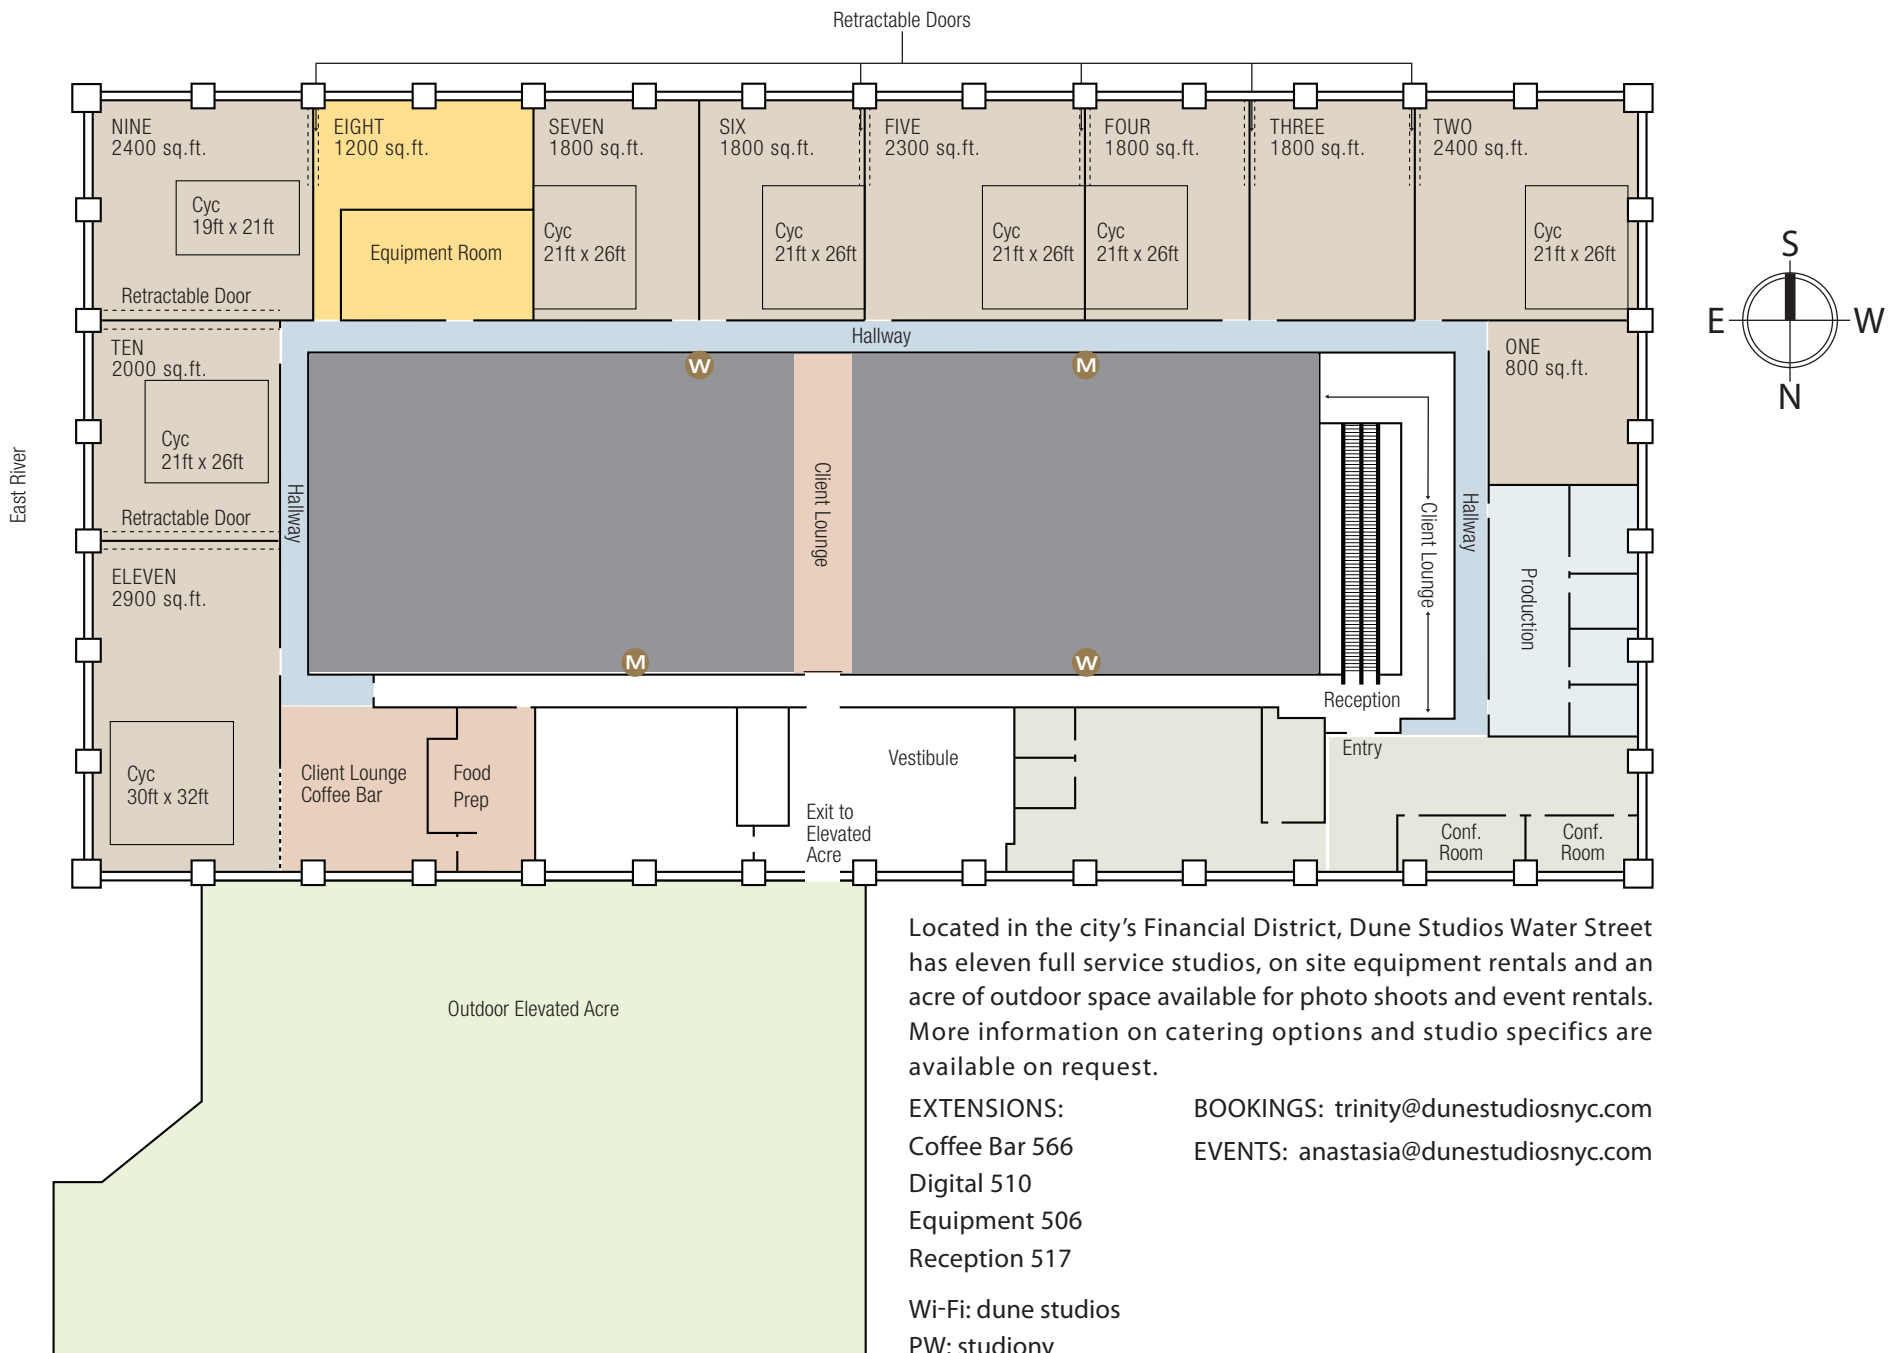 Retractable Doors
NINE
2400 sq.ft.
EIGHT
1200 sq.ft.
SEVEN
1800 sq.ft.
SIX
1800 sq.ft.
FIVE
2300 sq.ft.
FOUR
1800 sq.ft.
THREE
1800 sq.ft.
TWO
2400 sq.ft.
Cyc
19ft x 21ft
Equipment Room
Cyc
21ft x 26ft
Cyc
21ft x 26ft
Cyc
21ft x 26ft
Cyc
21ft x 26ft
Cyc
21ft x 26ft
S
E
W
N
Retractable Door
Hallway
TEN
2000 sq.ft.
W
M
ONE
800 sq.ft.
Cyc
21ft x 26ft
East River
Retractable Door
Hallway
Client Lounge
Client Lounge
Hallway
Production
ELEVEN
2900 sq.ft.
M
W
Reception
Entry
Cyc
30ft x 32ft
Client Lounge
Coffee Bar
Food
Prep
Vestibule
Exit to
Elevated
Acre
Conf.
Room
Conf.
Room
Outdoor Elevated Acre
Located in the city’s Financial District, Dune Studios Water Street
has eleven full service studios, on site equipment rentals and an
acre of outdoor space available for photo shoots and event rentals.
More information on catering options and studio specifics are
available on request.
EXTENSIONS:
Coffee Bar 566
Digital 510
Equipment 506
Reception 517
BOOKINGS: trinity@dunestudiosnyc.com
EVENTS: anastasia@dunestudiosnyc.com
Wi-Fi: dune studios
PW: studiony